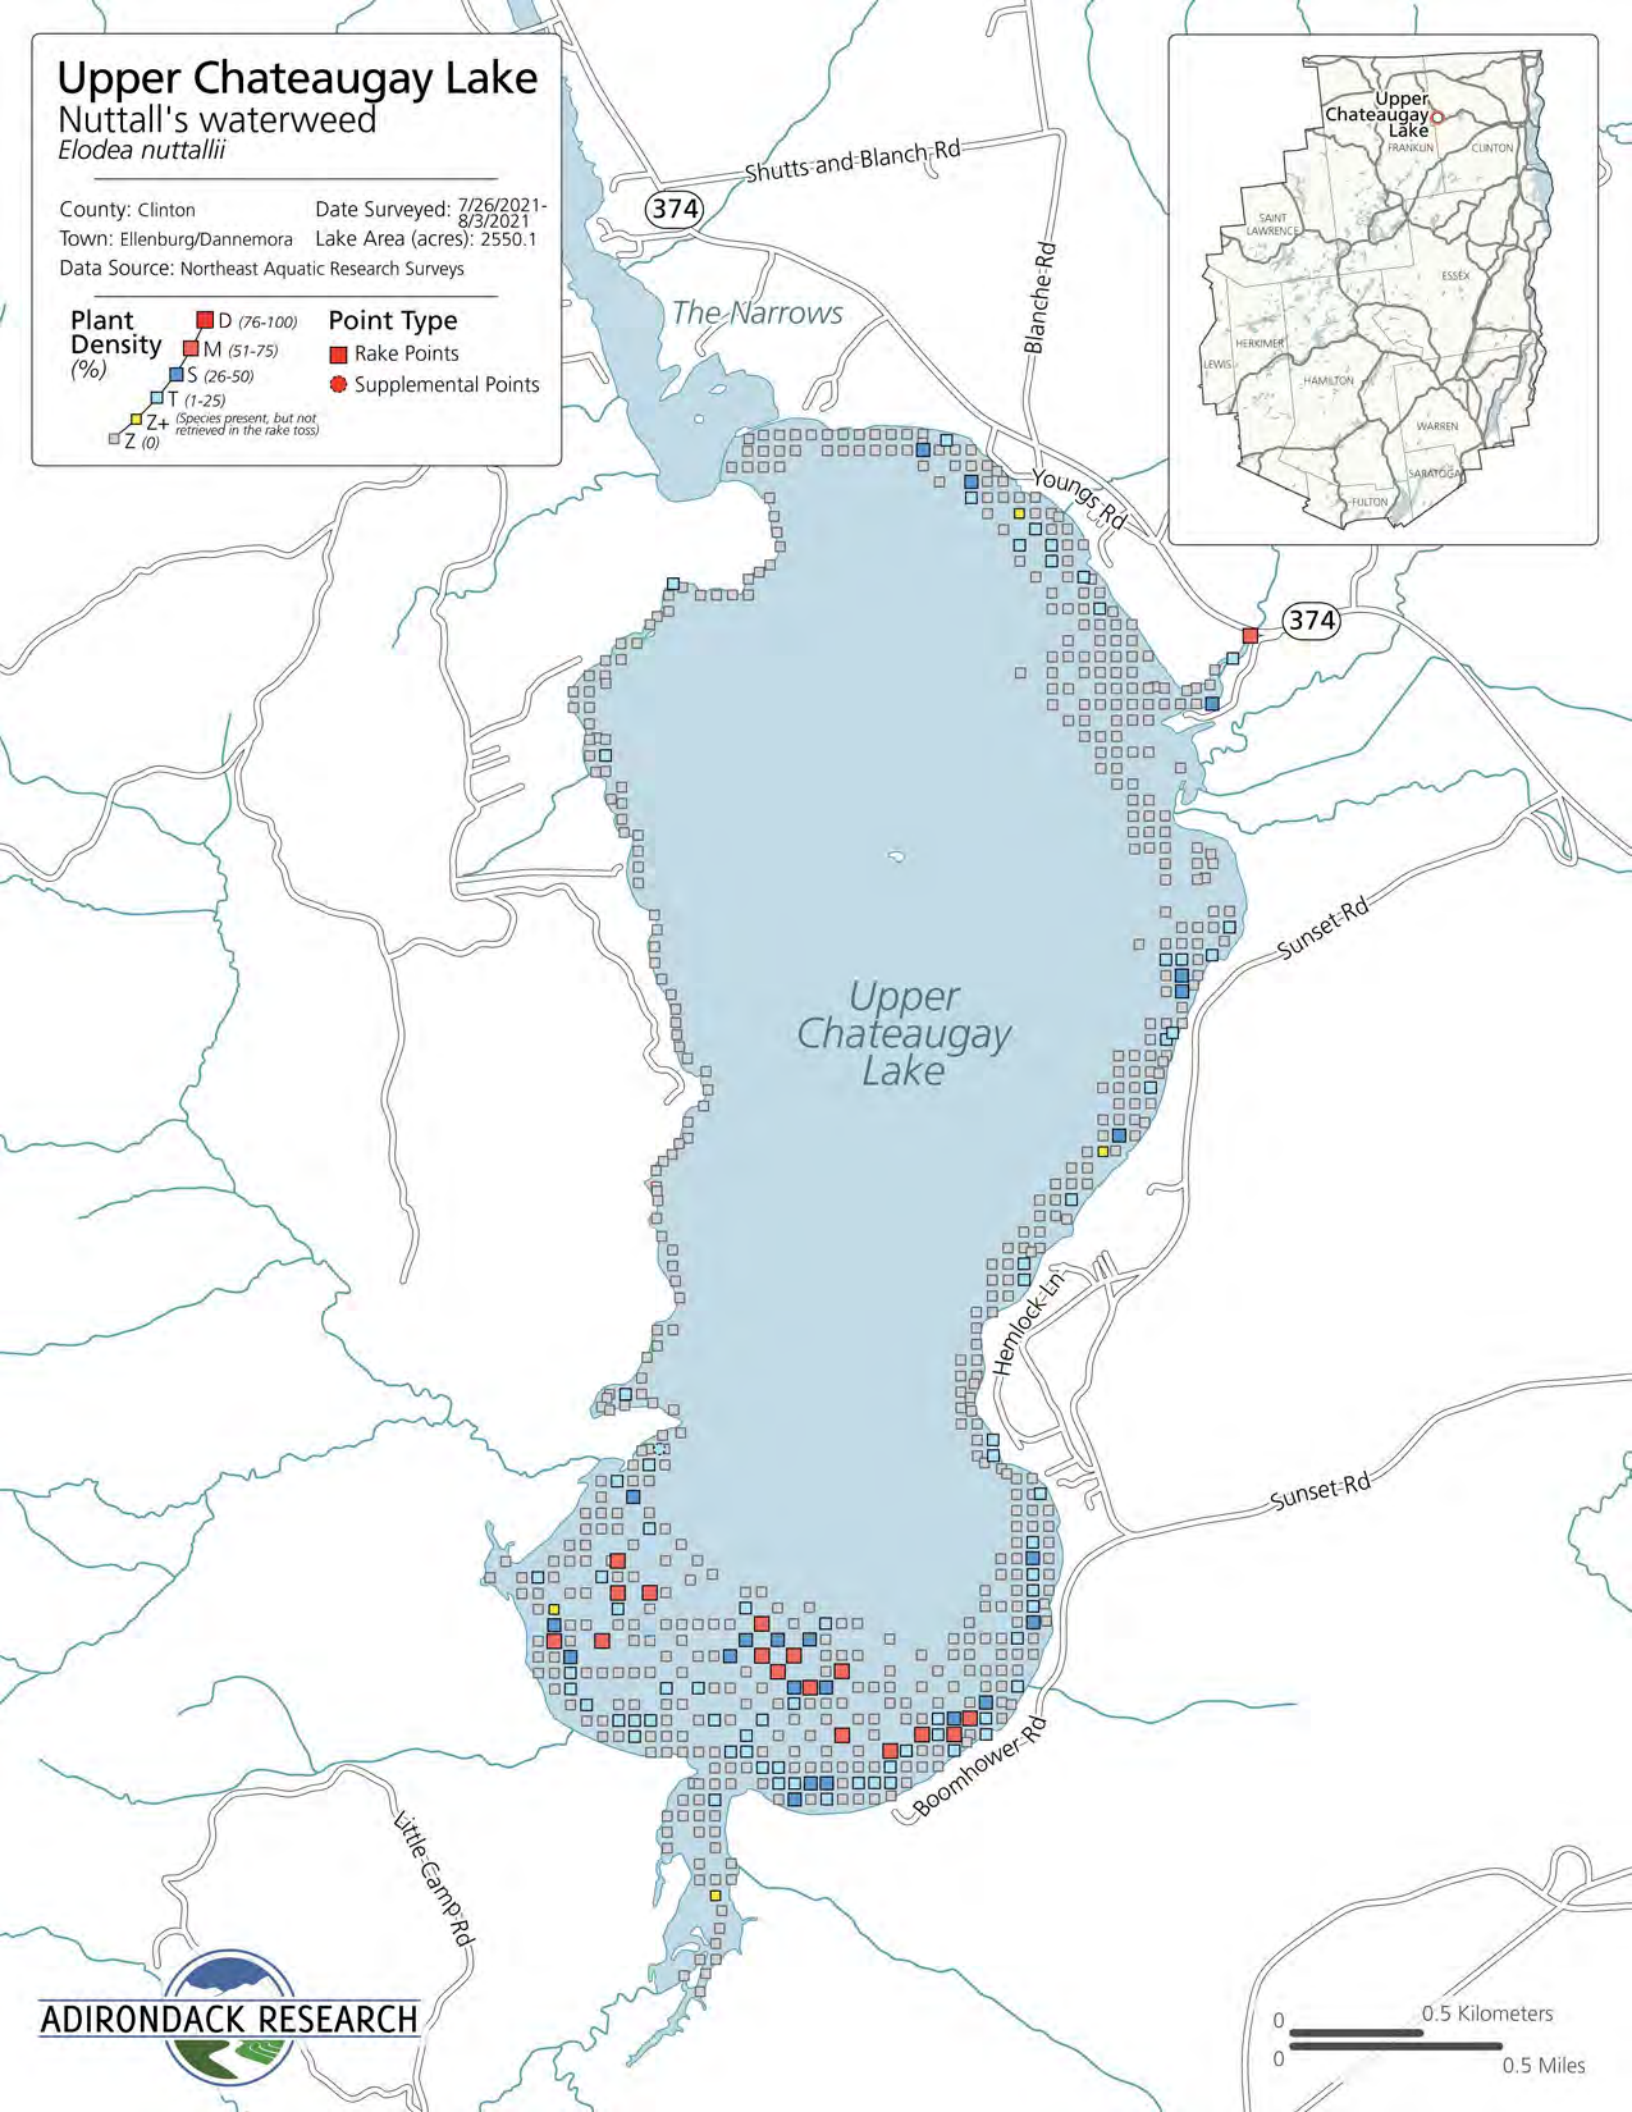 Upper Chateaugay Lake
Nuttall's waterweed
Elodea nuttallii
County: Clinton
Date Surveyed: 7/26/2021-
8/3/2021
Town: Ellenburg/Dannemora
Lake Area (acres): 2550.1
Data Source: Northeast Aquatic Research Surveys
Plant
Density
(%)
D (76-100)
M (51-75)
S (26-50)
T (1-25)
Z+ (Species present, but not
retrieved in the rake toss)
Z (0)
Point Type
Rake Points
Supplemental Points
Upper
Chateaugay
Lake
FRANKLIN
CLINTON
SAINT
LAWRENCE
ESSEX
HERKIMER
LEWIS
HAMILTON
WARREN
SARATOGA
FULTON
Shutts-and-Blanch-Rd
374
Blanche-Rd
The Narrows
Youngs-Rd
374
Sunset-Rd
Upper
Chateaugay
Lake
Hemlock-Ln
Sunset-Rd
Boomhower-Rd
Little-Camp-Rd
ADIRONDACK RESEARCH
0 0.5 Kilometers
0 0.5 Miles